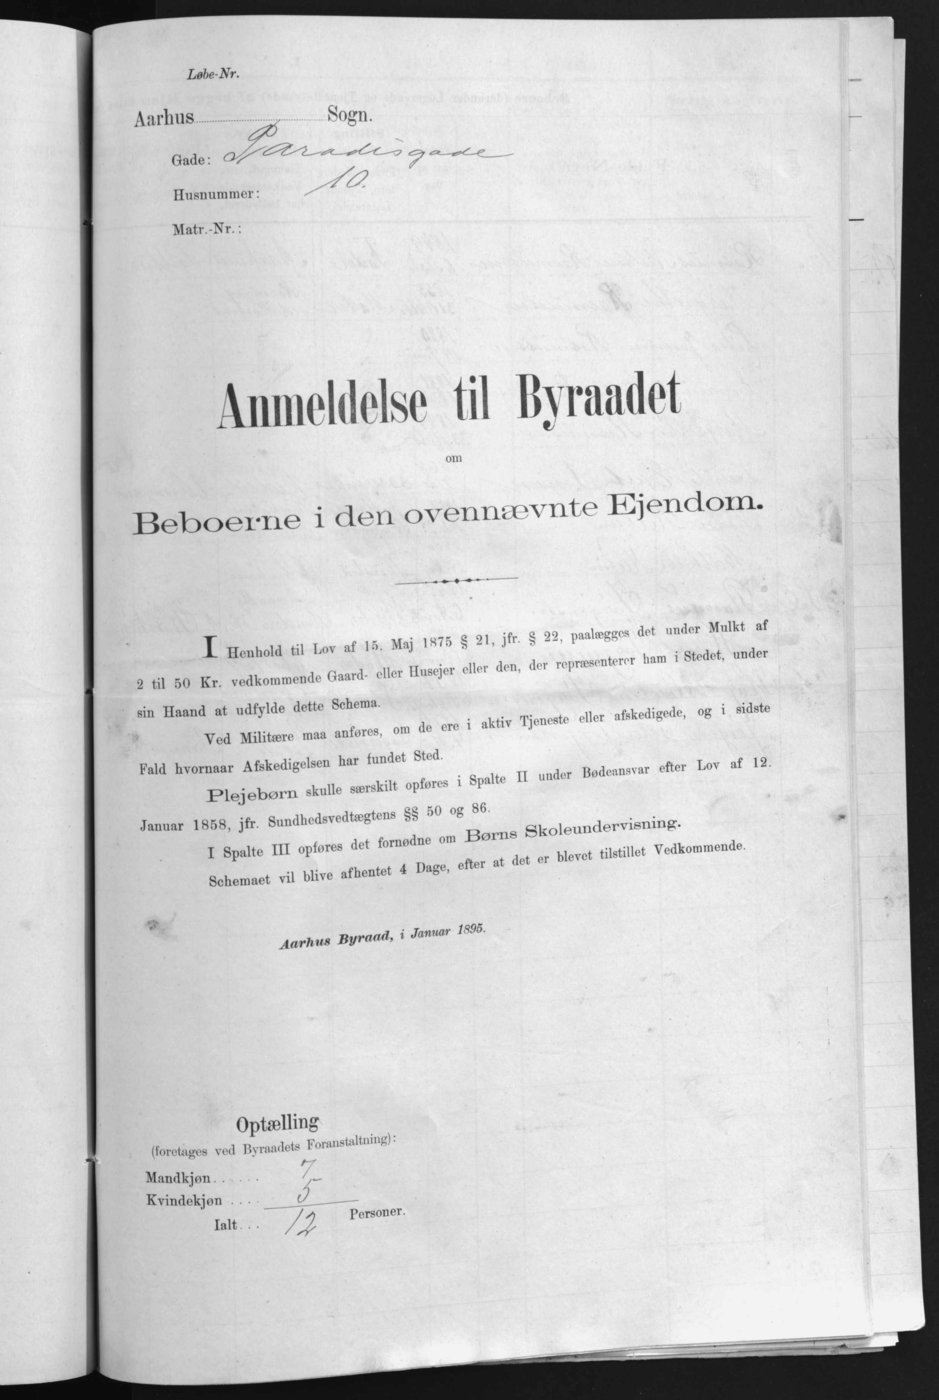 Løbe-Nr.
Aarhus Sogn.
Gade: Paradisgade
Husnummer: 10.
Matr.-Nr.:
Anmeldelse til Byraadet
om
Beboerne i den ovennævnte Ejendom.
I Henhold til Lov af 15. Maj 1875 § 21, jfr. § 22, paalægges det under Mulkt af
2 til 50 Kr. vedkommende Gaard- eller Husejer eller den, der repræsenterer ham i Stedet, under
sin Haand at udfylde dette Schema.
Ved Militære maa anføres, om de ere i aktiv Tjeneste eller afskedigede, og i sidste
Fald hvornaar Afskedigelsen har fundet Sted.
Plejebørn skulle særskilt opføres i Spalte II under Bødeansvar efter Lov af 12.
Januar 1858, jfr. Sundhedsvedtægtens §§ 50 og 86.
I Spalte III opføres det fornødne om Børns Skoleundervisning.
Schemaet vil blive afhentet 4 Dage, efter at det er blevet tilstillet Vedkommende.
Aarhus Byraad, i Januar 1895.
Optælling
(foretages ved Byraadets Foranstaltning):
Mandkjøn...... 7
Kvindekjøn.... 5
Ialt... 12 Personer.